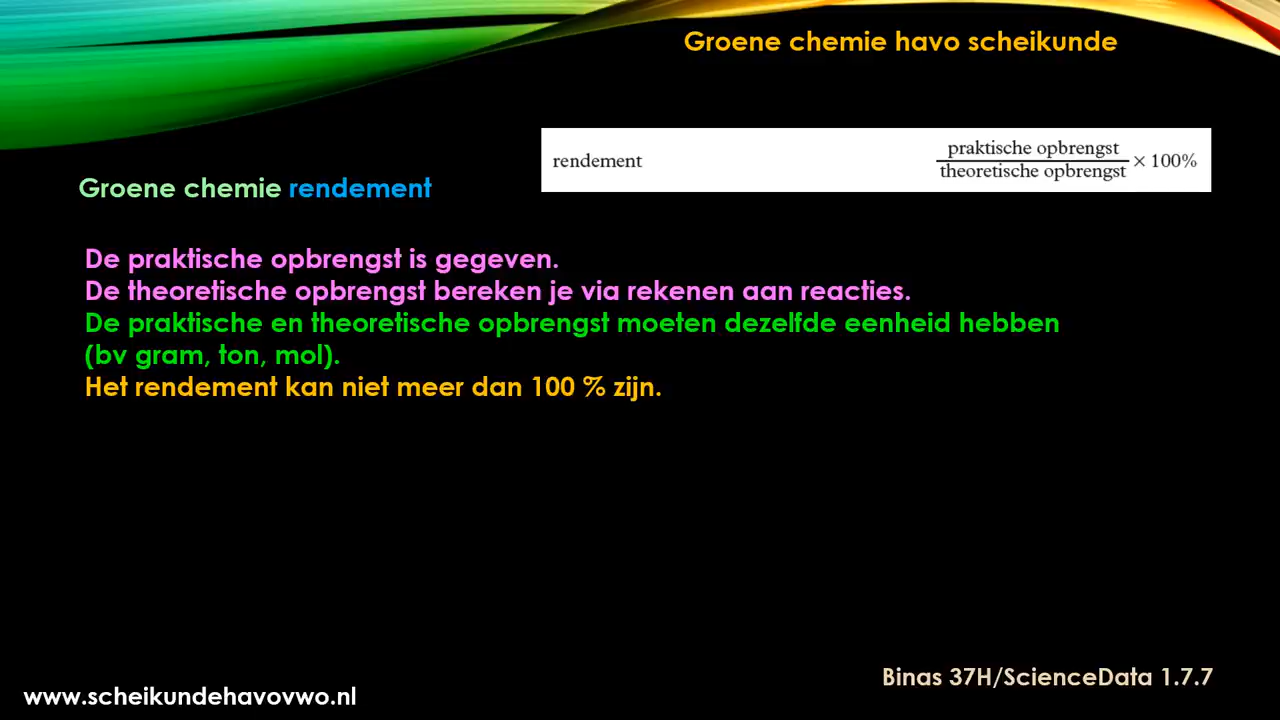 Groene chemie havo scheikunde
rendement praktische opbrengst / theoretische opbrengst × 100%
Groene chemie rendement
De praktische opbrengst is gegeven.
De theoretische opbrengst bereken je via rekenen aan reacties.
De praktische en theoretische opbrengst moeten dezelfde eenheid hebben
(bv gram, ton, mol).
Het rendement kan niet meer dan 100 % zijn.
Binas 37H/ScienceData 1.7.7
www.scheikundehavovwo.nl